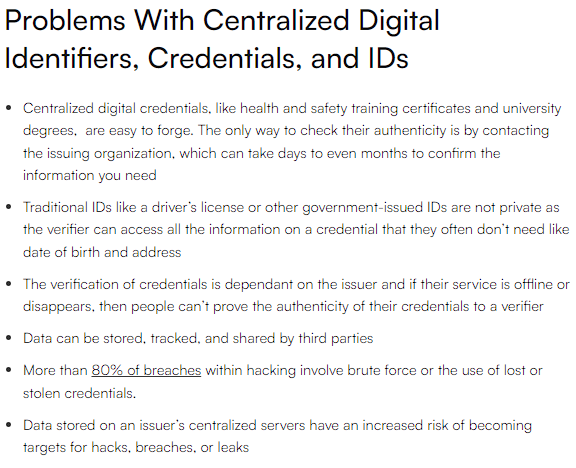 Problems With Centralized Digital
Identifiers, Credentials, and IDs
• Centralized digital credentials, like health and safety training certificates and university
degrees,  are easy to forge. The only way to check their authenticity is by contacting
the issuing organization, which can take days to even months to confirm the
information you need
• Traditional IDs like a driver's license or other government-issued IDs are not private as
the verifier can access all the information on a credential that they often don't need like
date of birth and address
• The verification of credentials is dependant on the issuer and if their service is offline or
disappears, then people can't prove the authenticity of their credentials to a verifier
• Data can be stored, tracked, and shared by third parties
• More than 80% of breaches within hacking involve brute force or the use of lost or
stolen credentials.
• Data stored on an issuer's centralized servers have an increased risk of becoming
targets for hacks, breaches, or leaks